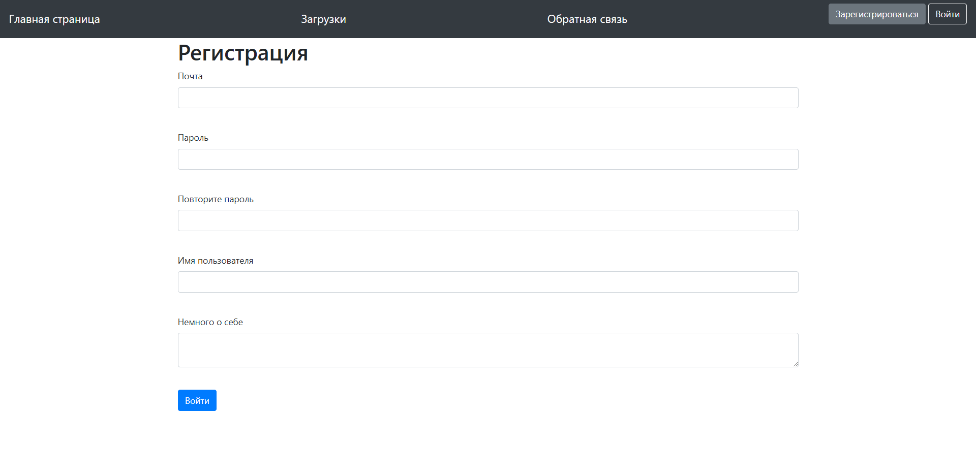 Главная страница Загрузки Обратная связь Зарегистрироваться Войти
Регистрация
Почта
Пароль
Повторите пароль
Имя пользователя
Немного о себе
Войти